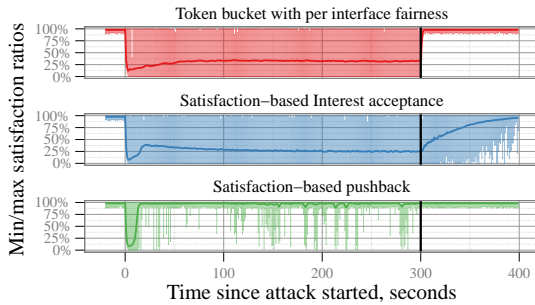 Token bucket with per interface fairness
100%
75%
50%
25%
0%
Satisfaction−based Interest acceptance
100%
75%
50%
25%
0%
Satisfaction−based pushback
100%
75%
50%
25%
0%
Min/max satisfaction ratios
0 100 200 300 400
Time since attack started, seconds